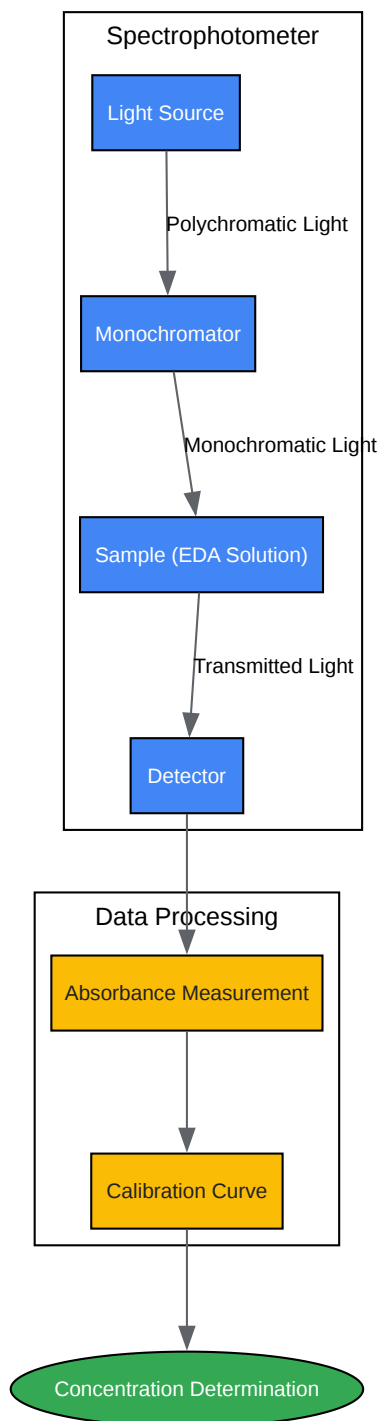 Spectrophotometer
Light Source
Polychromatic Light
Monochromator
Monochromatic Light
Sample (EDA Solution)
Transmitted Light
Detector
Data Processing
Absorbance Measurement
Calibration Curve
Concentration Determination